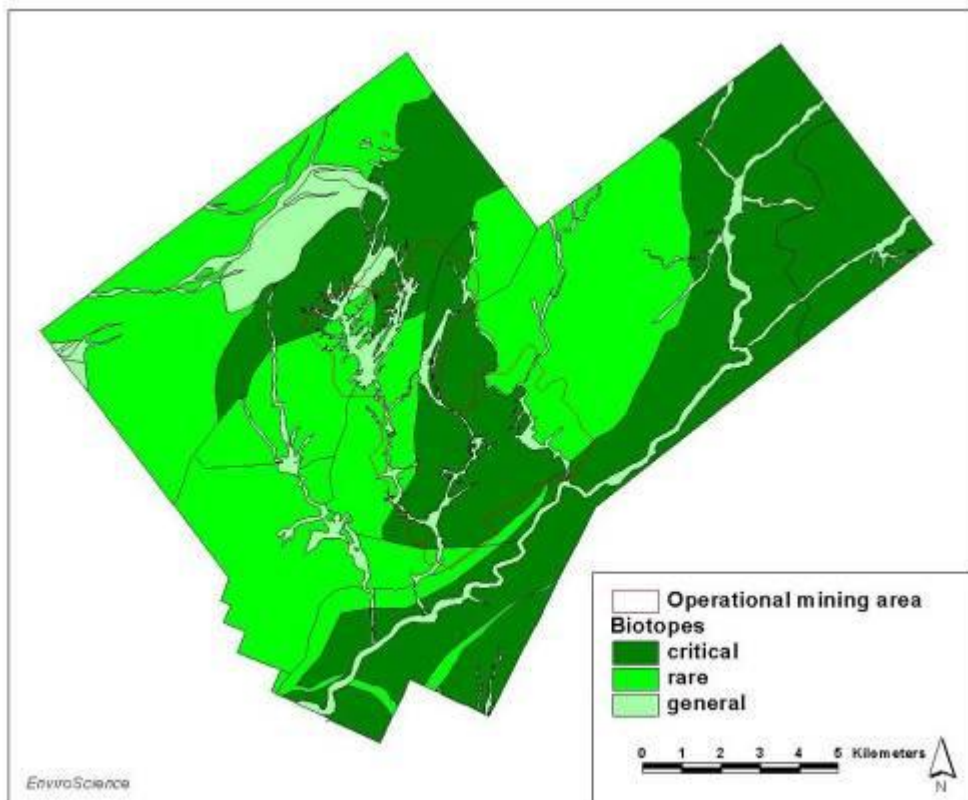 Operational mining area
Biotopes
critical
rare
general
0 1 2 3 4 5 Kilometers
N
EnviroScience